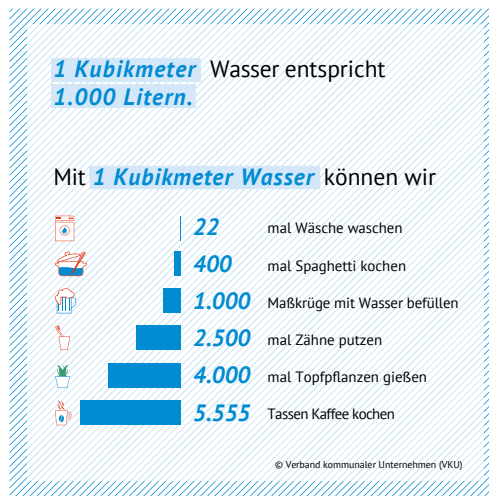 1 Kubikmeter Wasser entspricht
1.000 Litern.
Mit 1 Kubikmeter Wasser können wir
22 mal Wäsche waschen
400 mal Spaghetti kochen
1.000 Maßkrüge mit Wasser befüllen
2.500 mal Zähne putzen
4.000 mal Topfpflanzen gießen
5.555 Tassen Kaffee kochen
© Verband kommunaler Unternehmen (VKU)